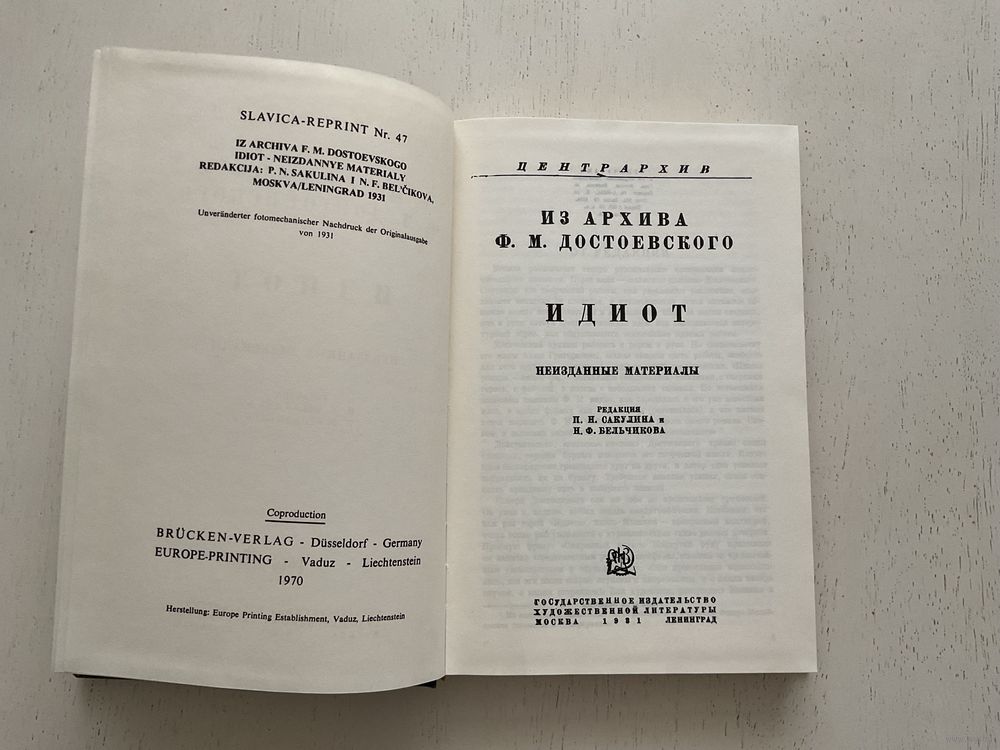 SLAVICA-REPRINT Nr. 47
IZ ARCHIVA F. M. DOSTOEVSKOGO
IDIOT - NEIZDANNYE MATERIALY
REDAKCIJA: P. N. SAKULINA I N. F. BEL'ČIKOVA,
MOSKVA/LENINGRAD 1931
Unveränderter fotomechanischer Nachdruck der Originalausgabe
von 1931
Coproduction
BRÜCKEN-VERLAG - Düsseldorf - Germany
EUROPE-PRINTING - Vaduz - Liechtenstein
1970
Herstellung: Europe Printing Establishment, Vaduz, Liechtenstein
ЦЕНТРАРХИВ
ИЗ АРХИВА
Ф. М. ДОСТОЕВСКОГО
ИДИОТ
НЕИЗДАННЫЕ МАТЕРИАЛЫ
РЕДАКЦИЯ
П. Н. САКУЛИНА и
Н. Ф. БЕЛЬЧИКОВА
ГОСУДАРСТВЕННОЕ ИЗДАТЕЛЬСТВО
ХУДОЖЕСТВЕННОЙ ЛИТЕРАТУРЫ
МОСКВА 1931 ЛЕНИНГРАД